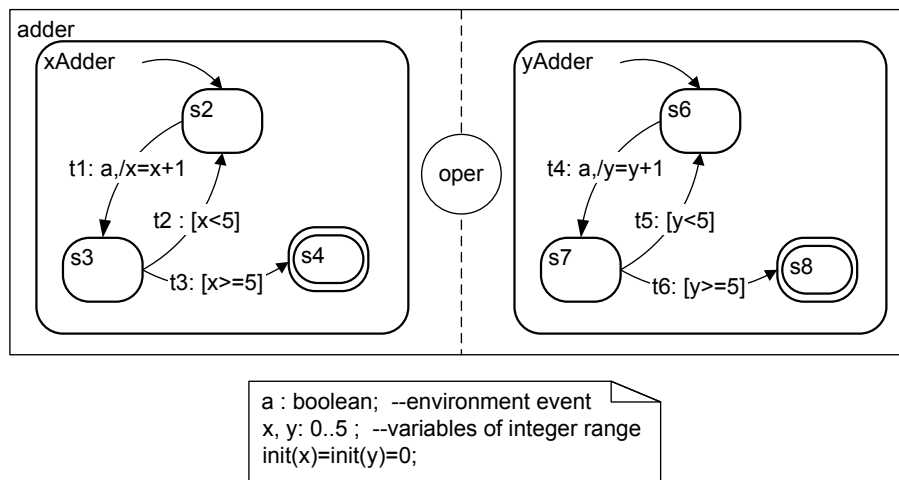 adder
xAdder
s2
t1: a,/x=x+1
t2 : [x<5]
s3
s4
t3: [x>=5]
oper
yAdder
s6
t4: a,/y=y+1
t5: [y<5]
s7
s8
t6: [y>=5]
a : boolean; --environment event
x, y: 0..5 ; --variables of integer range
init(x)=init(y)=0;